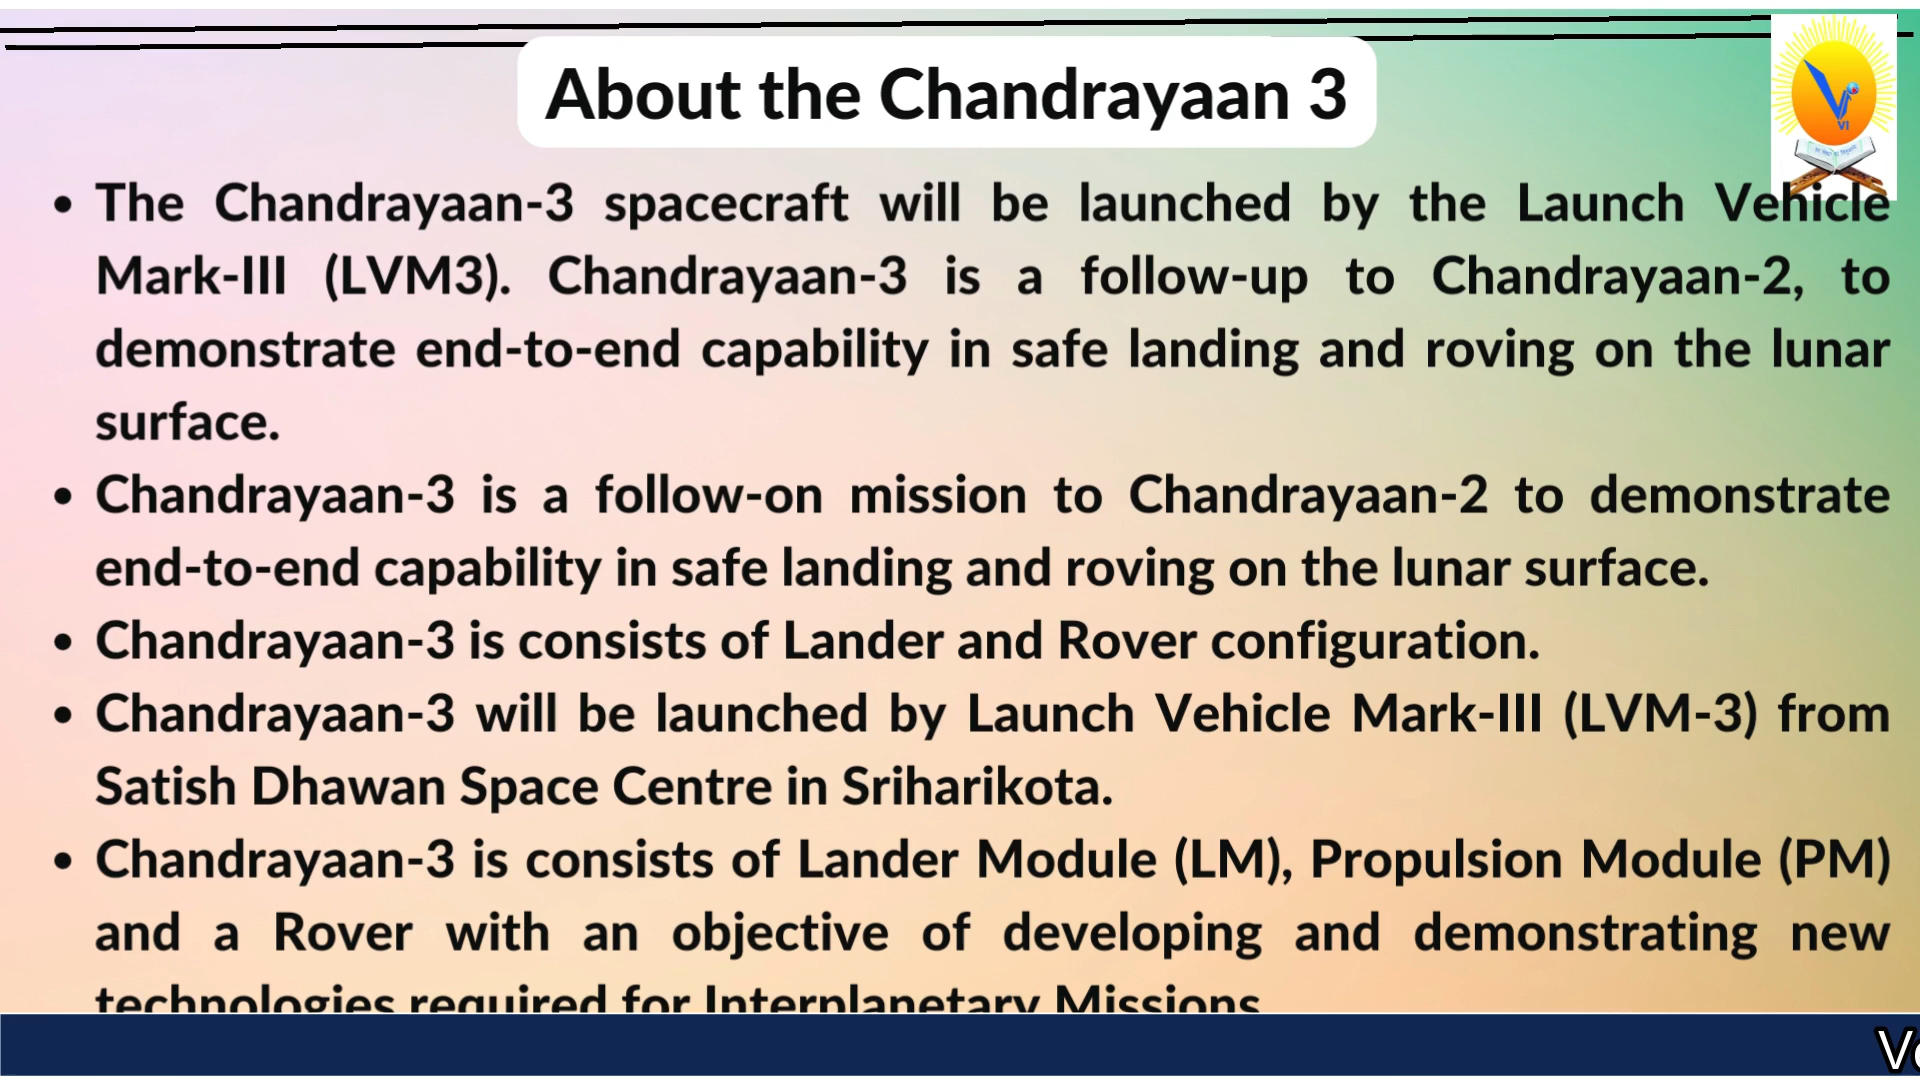 About the Chandrayaan 3
VI
• The Chandrayaan-3 spacecraft will be launched by the Launch Vehicle
Mark-III (LVM3). Chandrayaan-3 is a follow-up to Chandrayaan-2, to
demonstrate end-to-end capability in safe landing and roving on the lunar
surface.
• Chandrayaan-3 is a follow-on mission to Chandrayaan-2 to demonstrate
end-to-end capability in safe landing and roving on the lunar surface.
• Chandrayaan-3 is consists of Lander and Rover configuration.
• Chandrayaan-3 will be launched by Launch Vehicle Mark-III (LVM-3) from
Satish Dhawan Space Centre in Sriharikota.
• Chandrayaan-3 is consists of Lander Module (LM), Propulsion Module (PM)
and a Rover with an objective of developing and demonstrating new
technologies required for Interplanetary Missions